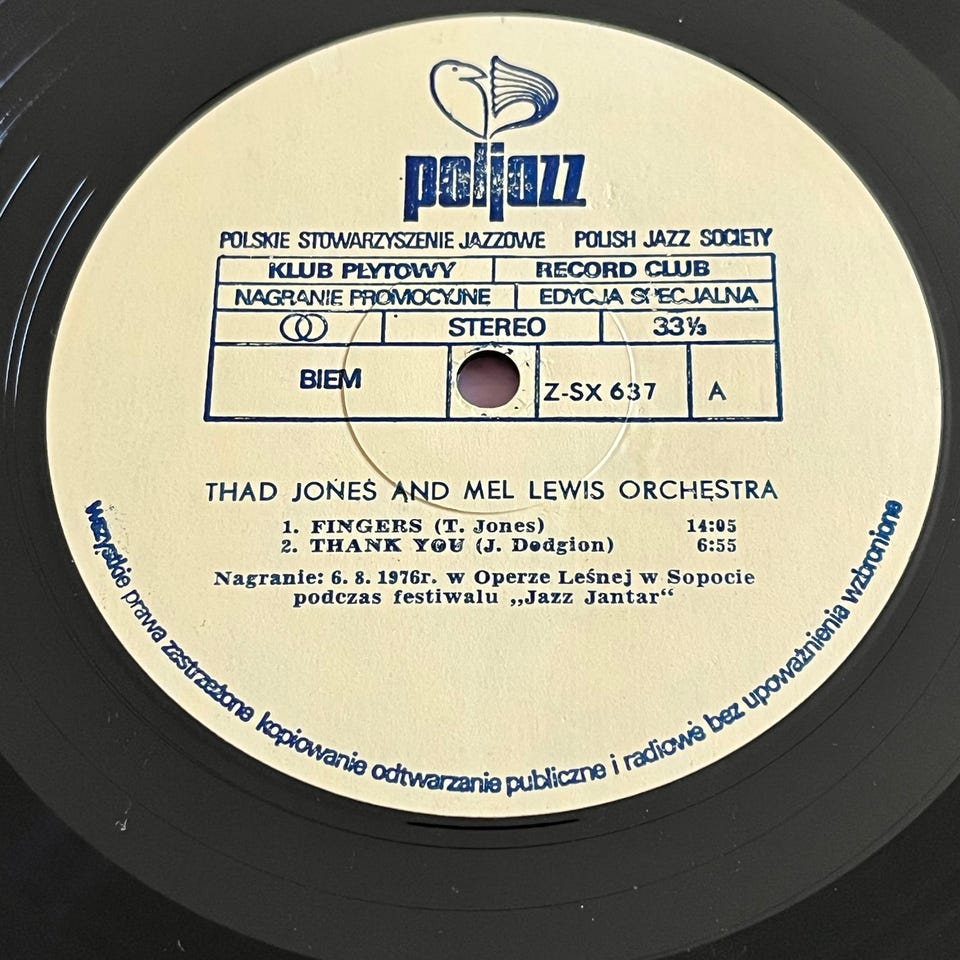 poljazz
POLSKIE STOWARZYSZENIE JAZZOWE POLISH JAZZ SOCIETY
KLUB PŁYTOWY RECORD CLUB
NAGRANIE PROMOCYJNE EDYCJA SPECJALNA
STEREO 33⅓
BIEM Z-SX 637 A
THAD JONES AND MEL LEWIS ORCHESTRA
1. FINGERS (T. Jones) 14:05
2. THANK YOU (J. Dodgion) 6:55
Nagranie: 6. 8. 1976r. w Operze Leśnej w Sopocie
podczas festiwalu „Jazz Jantar“
wszystkie prawa zastrzeżone kopiowanie odtwarzanie publiczne i radiowe bez upoważnienia wzbronione